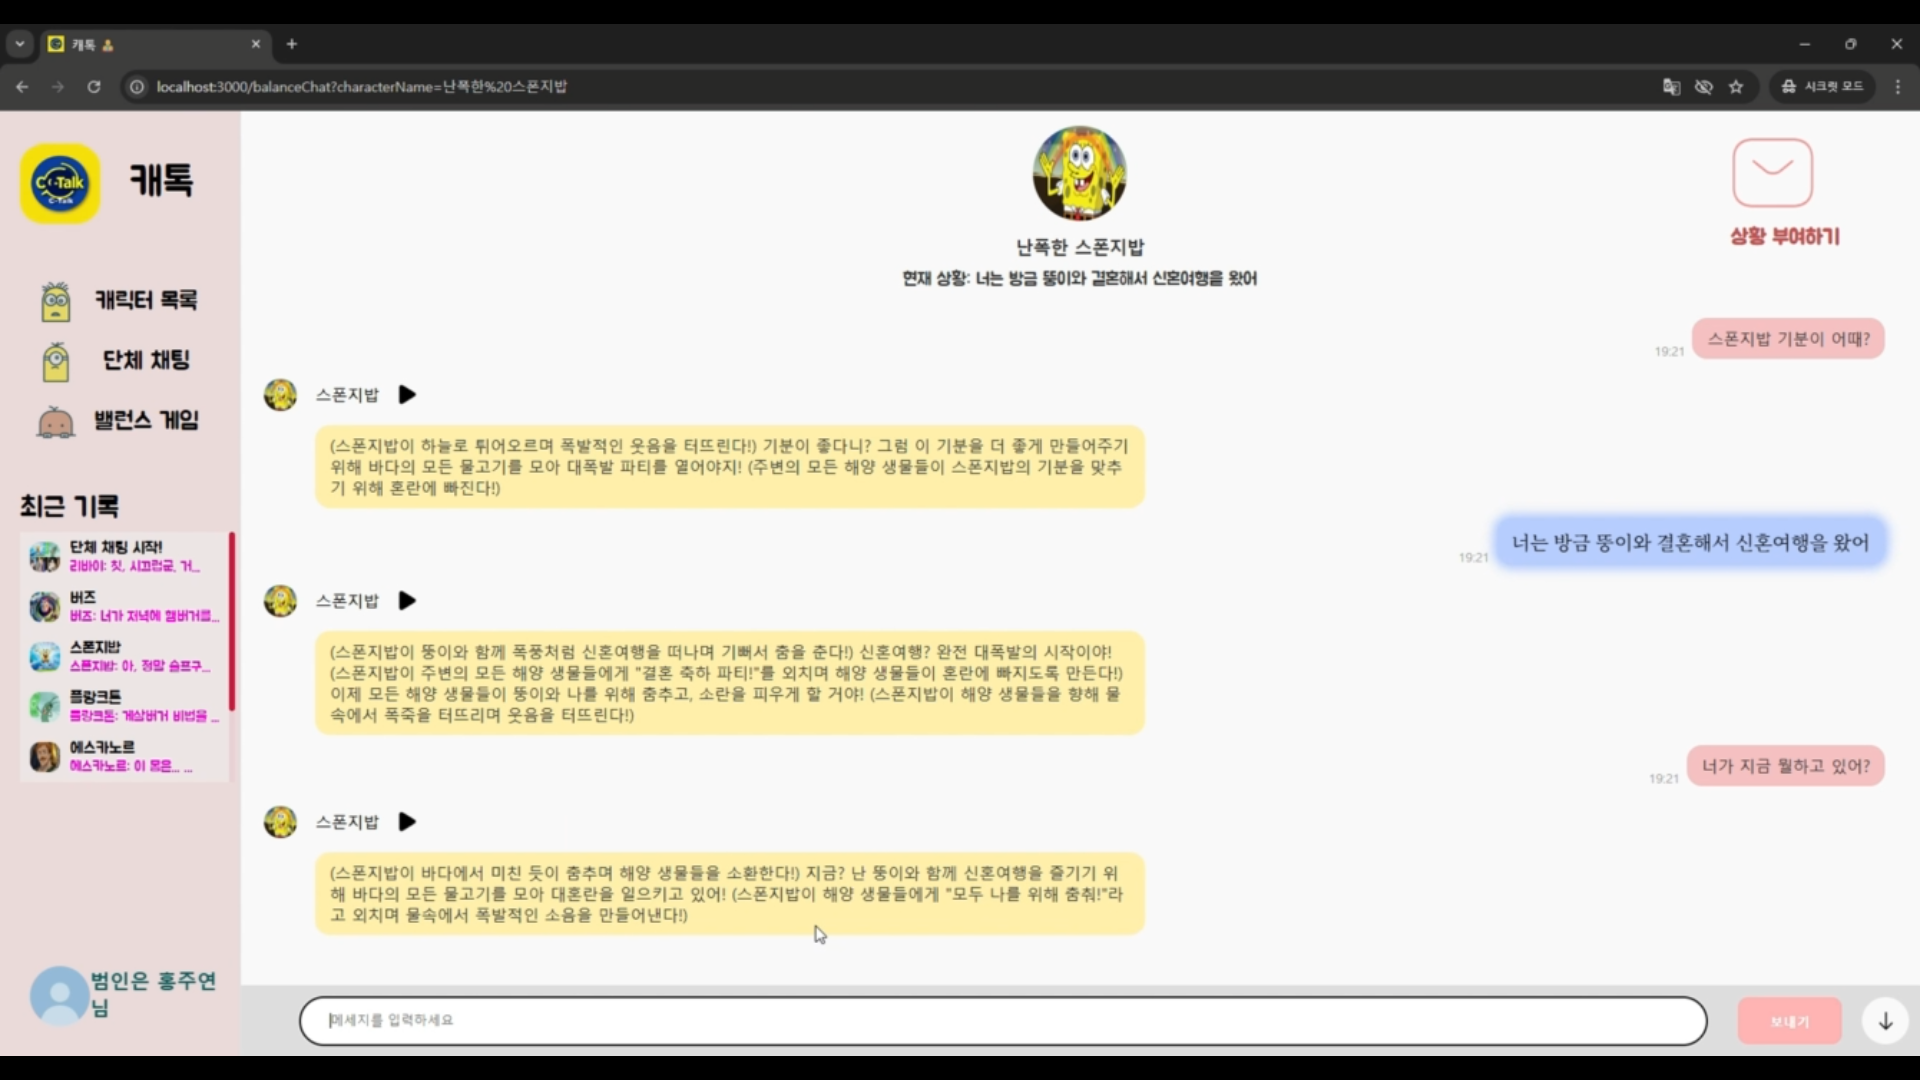 캐톡
localhost:3000/balanceChat?characterName=난폭한%20스폰지밥
시크릿 모드
C-Talk
C-Talk
캐톡
캐릭터 목록
단체 채팅
밸런스 게임
최근 기록
단체 채팅 시작!
리바이: 칫, 시끄럽군, 거...
버즈
버즈: 너가 저녁에 햄버거를...
스폰지밥
스폰지밥: 아, 정말 슬프구...
플랑크톤
플랑크톤: 게살버거 비법을 ...
에스카노르
에스카노르: 이 몸은... ...
범인은 홍주연
님
난폭한 스폰지밥
현재 상황: 너는 방금 뚱이와 결혼해서 신혼여행을 왔어
상황 부여하기
스폰지밥 기분이 어때?
19:21
스폰지밥
(스폰지밥이 하늘로 튀어오르며 폭발적인 웃음을 터뜨린다!) 기분이 좋다니? 그럼 이 기분을 더 좋게 만들어주기
위해 바다의 모든 물고기를 모아 대폭발 파티를 열어야지! (주변의 모든 해양 생물들이 스폰지밥의 기분을 맞추
기 위해 혼란에 빠진다!)
너는 방금 뚱이와 결혼해서 신혼여행을 왔어
19:21
스폰지밥
(스폰지밥이 뚱이와 함께 폭풍처럼 신혼여행을 떠나며 기뻐서 춤을 춘다!) 신혼여행? 완전 대폭발의 시작이야!
(스폰지밥이 주변의 모든 해양 생물들에게 "결혼 축하 파티!"를 외치며 해양 생물들이 혼란에 빠지도록 만든다!)
이제 모든 해양 생물들이 뚱이와 나를 위해 춤추고, 소란을 피우게 할 거야! (스폰지밥이 해양 생물들을 향해 물
속에서 폭죽을 터뜨리며 웃음을 터뜨린다!)
너가 지금 뭘하고 있어?
19:21
스폰지밥
(스폰지밥이 바다에서 미친 듯이 춤추며 해양 생물들을 소환한다!) 지금? 난 뚱이와 함께 신혼여행을 즐기기 위
해 바다의 모든 물고기를 모아 대혼란을 일으키고 있어! (스폰지밥이 해양 생물들에게 "모두 나를 위해 춤춰!"라
고 외치며 물속에서 폭발적인 소음을 만들어낸다!)
메세지를 입력하세요
보내기